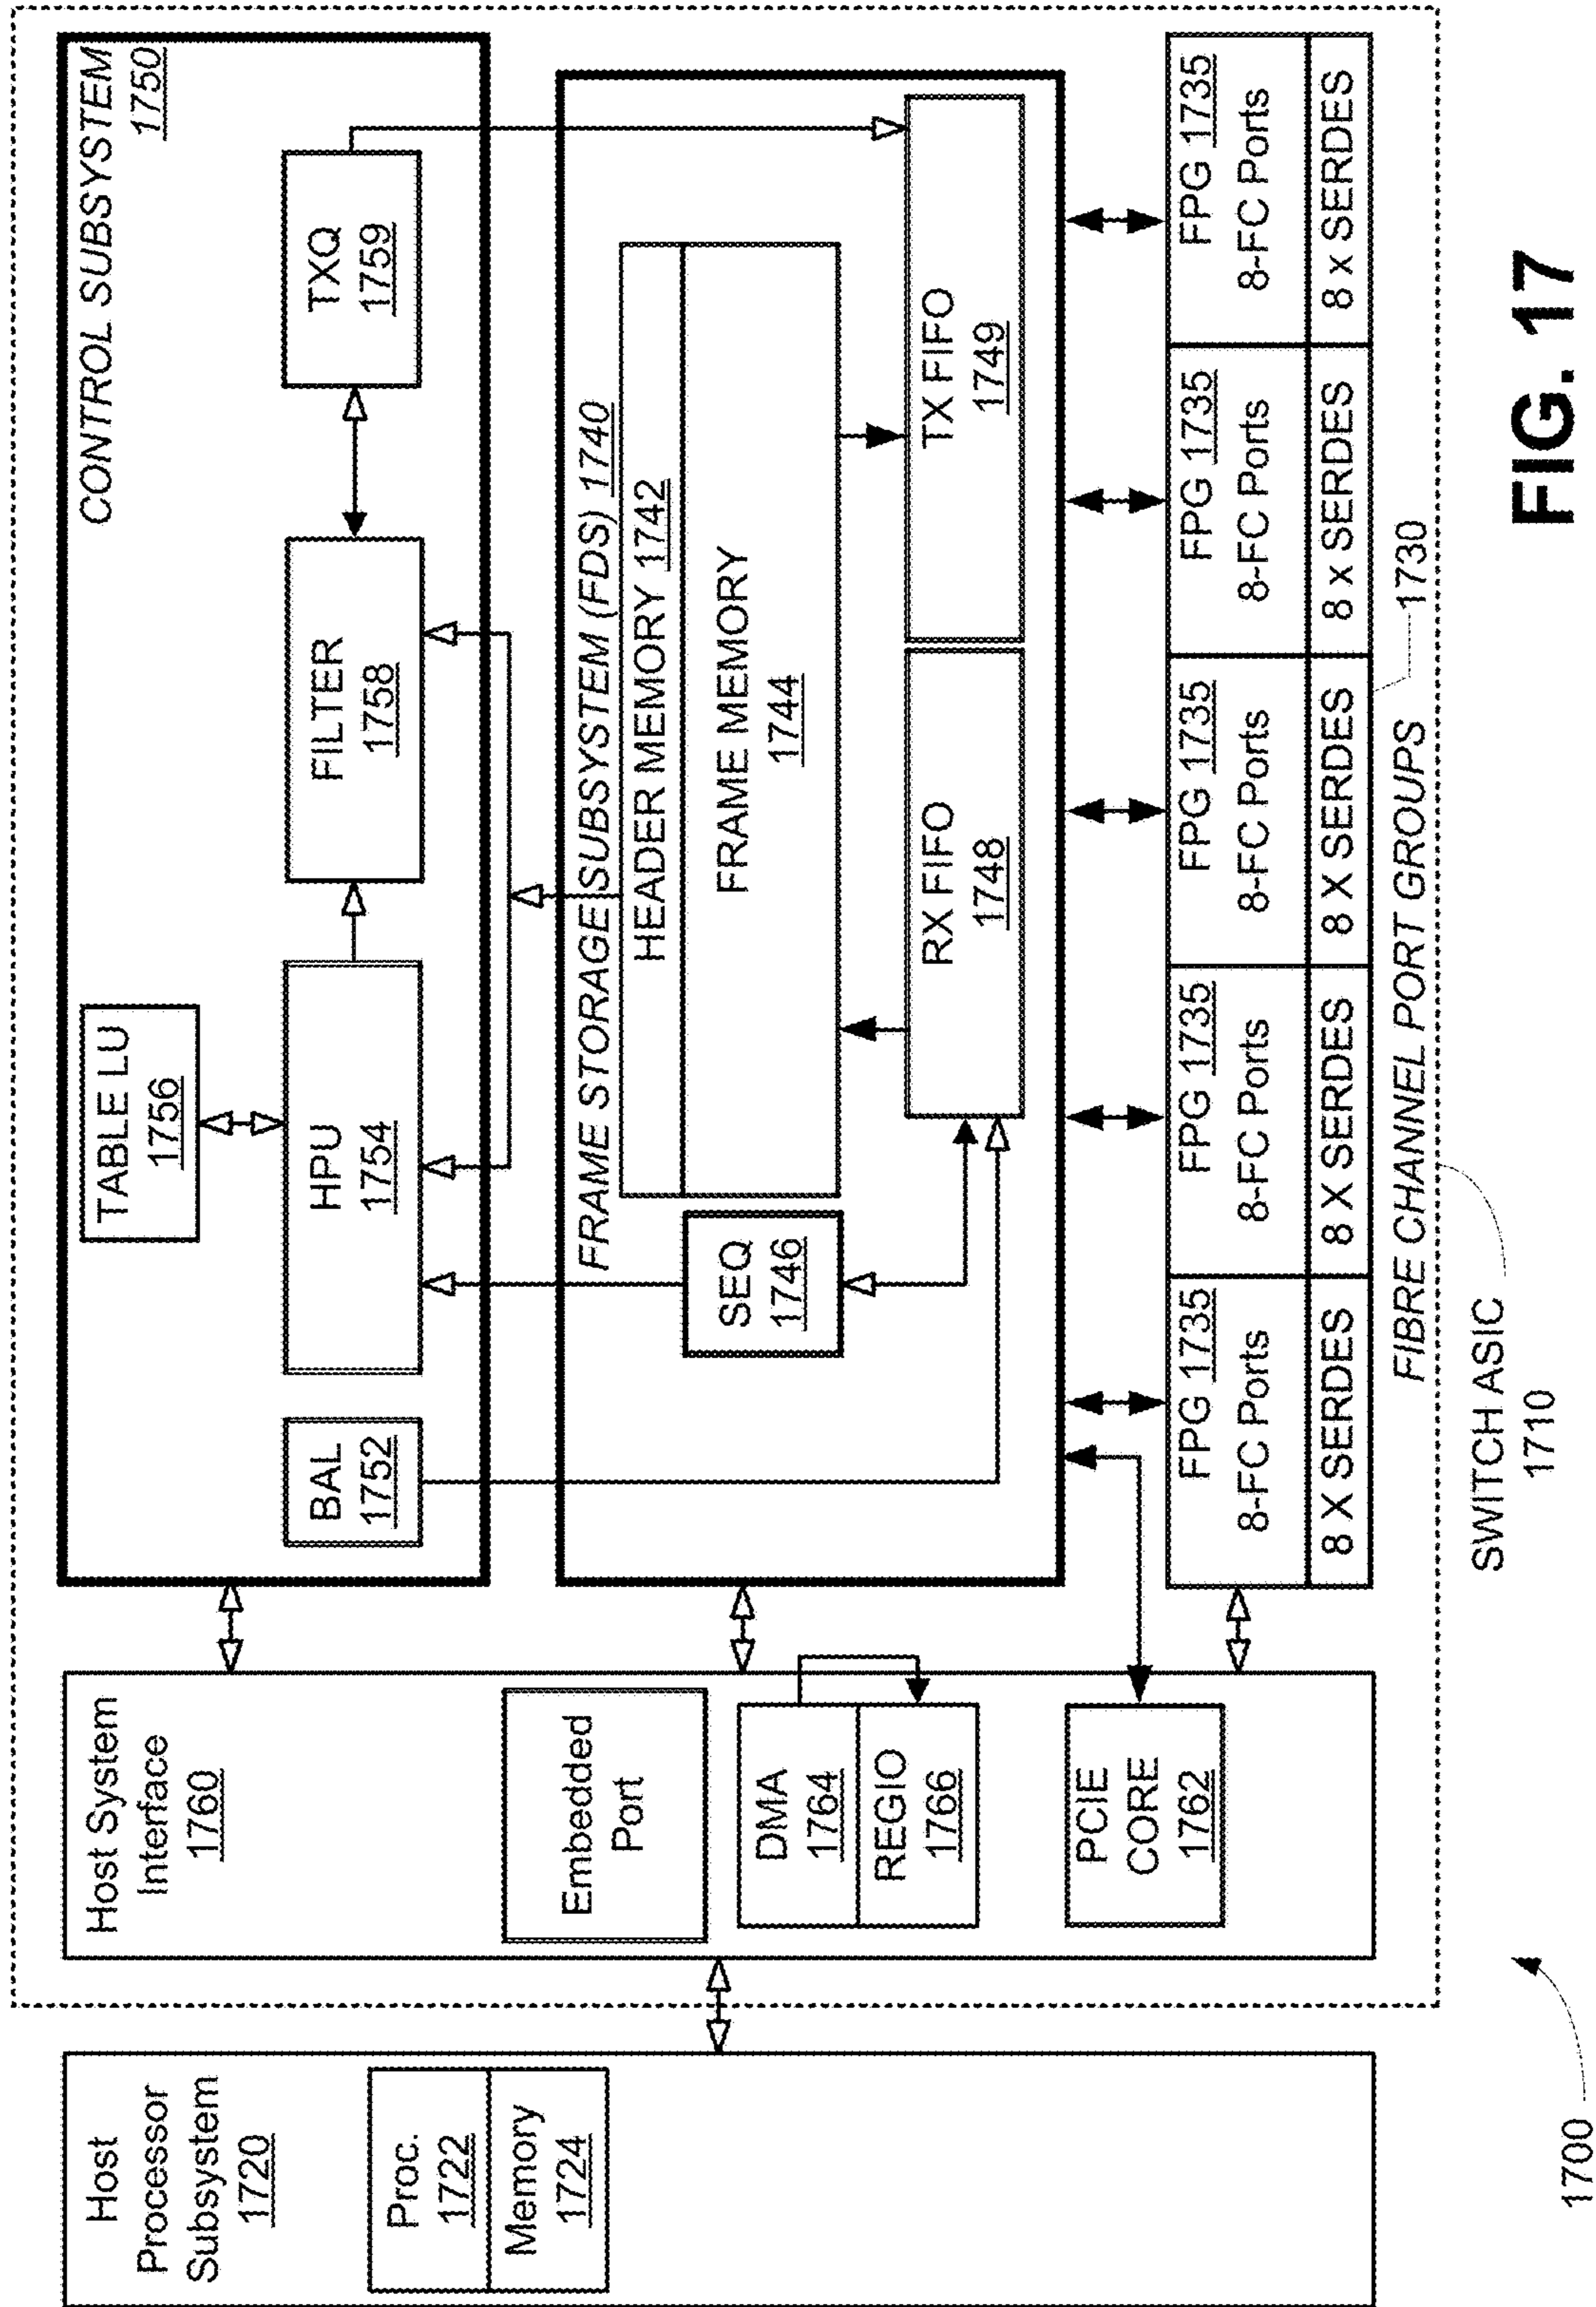 Host
Processor
Subsystem
1720
Proc.
1722
Memory
1724
Host System
Interface
1760
Embedded
Port
DMA
1764
REGIO
1766
PCIE
CORE
1762
CONTROL SUBSYSTEM
1750
BAL
1752
TABLE LU
1756
HPU
1754
FILTER
1758
TXQ
1759
FRAME STORAGE SUBSYSTEM (FDS) 1740
HEADER MEMORY 1742
FRAME MEMORY
1744
SEQ
1746
RX FIFO
1748
TX FIFO
1749
FPG 1735
8-FC Ports
8 X SERDES
FPG 1735
8-FC Ports
8 X SERDES
FPG 1735
8-FC Ports
8 X SERDES
FPG 1735
8-FC Ports
8 x SERDES
FPG 1735
8-FC Ports
8 x SERDES
FIBRE CHANNEL PORT GROUPS
1730
SWITCH ASIC
1710
1700
FIG. 17